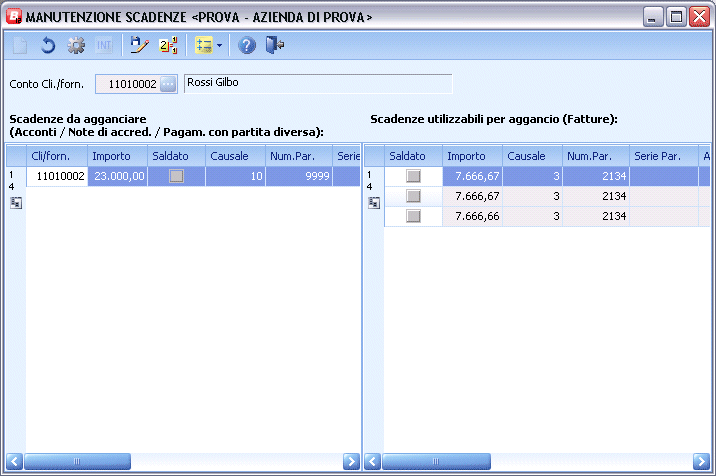 MANUTENZIONE SCADENZE <PROVA - AZIENDA DI PROVA>
INT
Conto Cli./forn. 11010002 ... Rossi Gilbo
Scadenze da agganciare
(Acconti / Note di accred. / Pagam. con partita diversa):
Scadenze utilizzabili per aggancio (Fatture):
Cli/forn. Importo Saldato Causale Num.Par. Serie
1 11010002 23.000,00 10 9999
4
Saldato Importo Causale Num.Par. Serie Par. A
1 7.666,67 3 2134
4 7.666,67 3 2134
7.666,66 3 2134